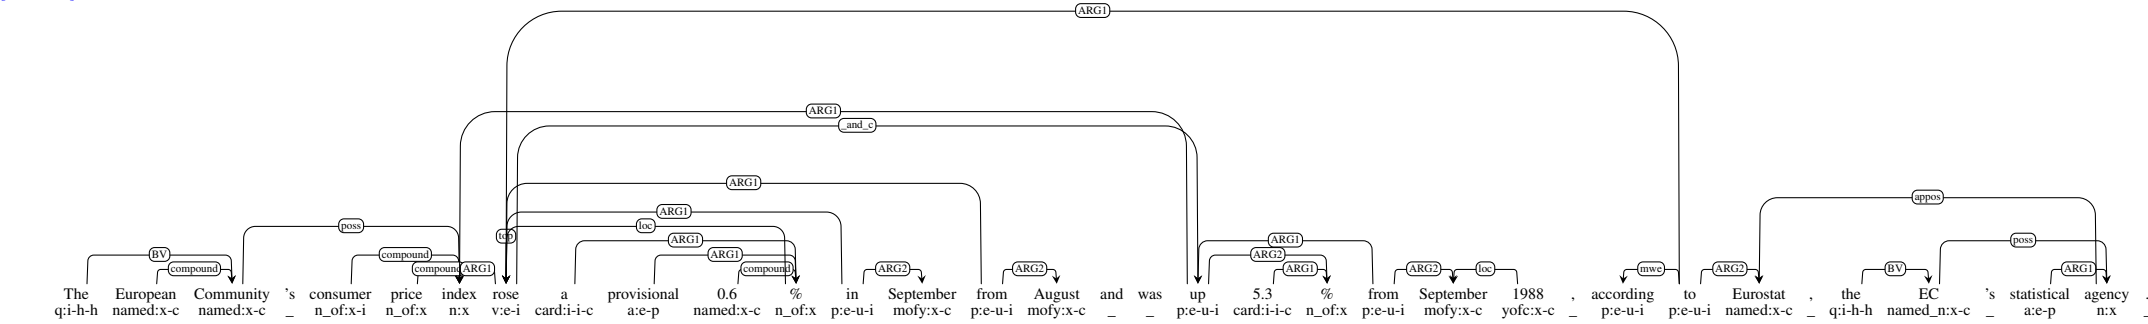 ARG1
ARG1
_and_c
ARG1
appos
ARG1
poss loc top
ARG1 ARG1 poss
BV compound ARG1 ARG2
compound compound ARG1 compound ARG2 ARG2 ARG1 ARG2 loc mwe ARG2 BV ARG1
The European Community 's consumer price index rose a provisional 0.6 % in September from August and was up 5.3 % from September 1988 , according to Eurostat , the EC 's statistical agency .
q:i-h-h named:x-c named:x-c _ n_of:x-i n_of:x n:x v:e-i card:i-i-c a:e-p named:x-c n_of:x p:e-u-i mofy:x-c p:e-u-i mofy:x-c _ _ p:e-u-i card:i-i-c n_of:x p:e-u-i mofy:x-c yofc:x-c _ p:e-u-i p:e-u-i named:x-c _ q:i-h-h named_n:x-c _ a:e-p n:x